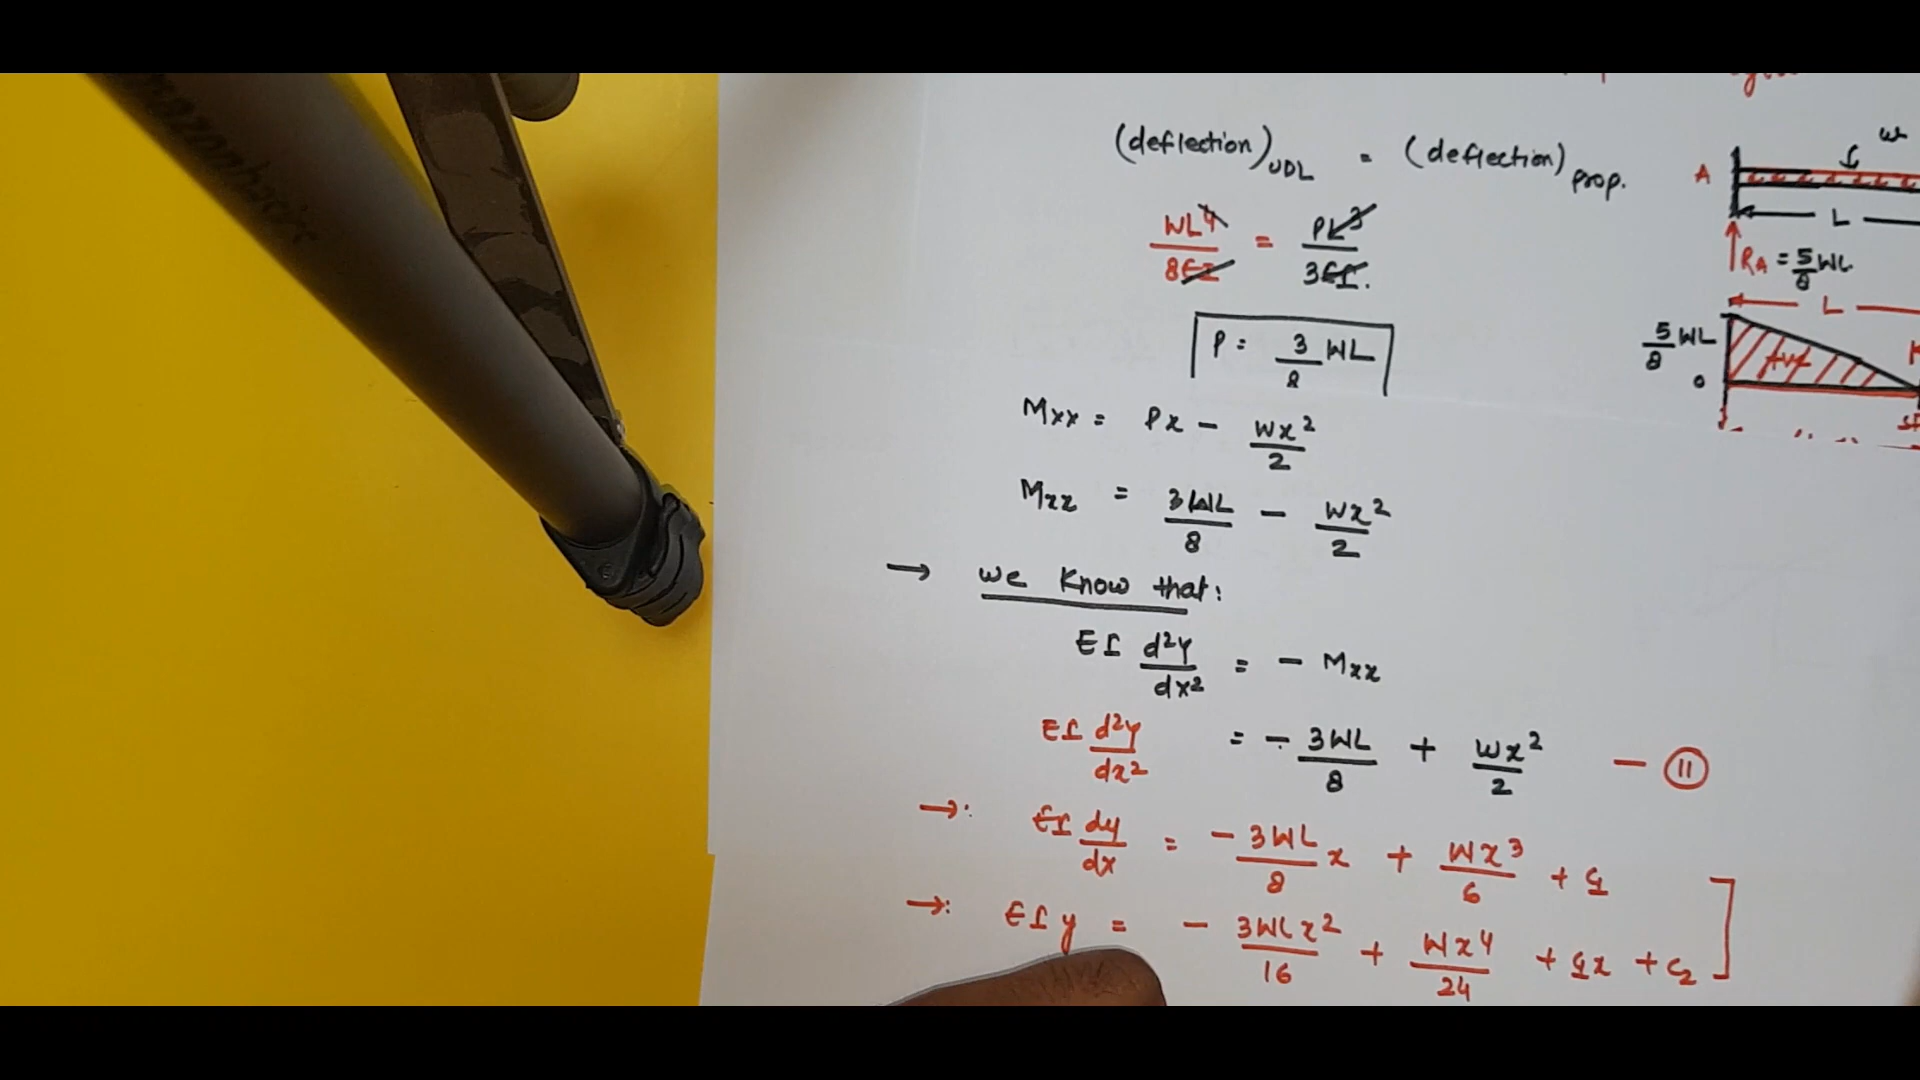 (deflection)UDL = (deflection)prop.
WL⁴/8EI = PL³/3EI.
P = 3/8 WL
Mxx = Px - Wx²/2
Mxx = 3WL/8 - Wx²/2
→ we know that:
EI d²y/dx² = - Mxx
EI d²y/dx² = - 3WL/8 + Wx²/2 - (11)
→: EI dy/dx = - 3WL/8 x + Wx³/6 + C1
→: EI y = - 3WLx²/16 + Wx⁴/24 + C1x + C2
w
A
L
RA = 5/8 WL
L
5/8 WL
+ve
0